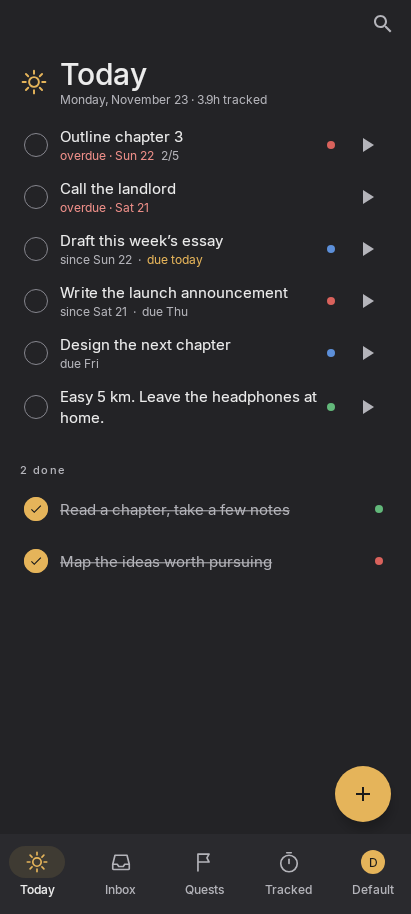 Today
Monday, November 23 · 3.9h tracked
Outline chapter 3
overdue · Sun 22 2/5
Call the landlord
overdue · Sat 21
Draft this week’s essay
since Sun 22 · due today
Write the launch announcement
since Sat 21 · due Thu
Design the next chapter
due Fri
Easy 5 km. Leave the headphones at
home.
2 done
Read a chapter, take a few notes
Map the ideas worth pursuing
D
Today Inbox Quests Tracked Default